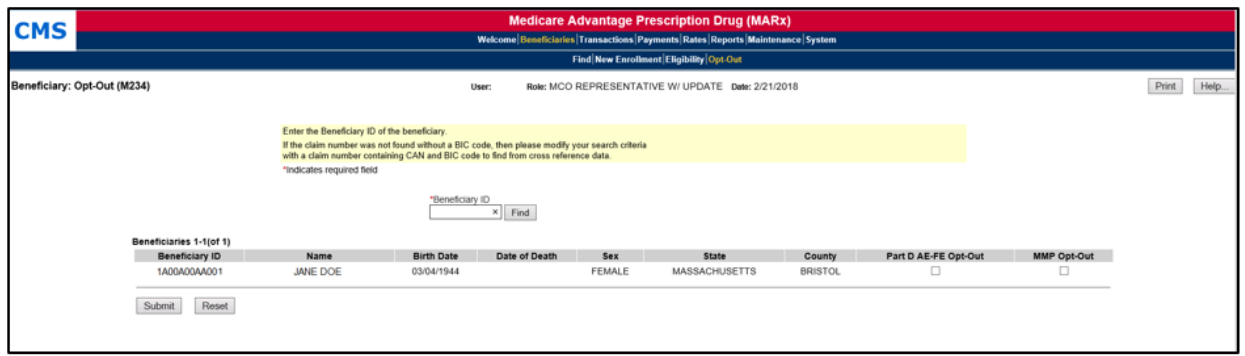 CMS
Medicare Advantage Prescription Drug (MARx)
Welcome|Beneficiaries|Transactions|Payments|Rates|Reports|Maintenance|System
Find|New Enrollment|Eligibility|Opt-Out
Beneficiary: Opt-Out (M234) User: Role: MCO REPRESENTATIVE W/ UPDATE Date: 2/21/2018 Print Help...
Enter the Beneficiary ID of the beneficiary.
If the claim number was not found without a BIC code, then please modify your search criteria
with a claim number containing CAN and BIC code to find from cross reference data.
*Indicates required field
*Beneficiary ID
× Find
Beneficiaries 1-1(of 1)
Beneficiary ID Name Birth Date Date of Death Sex State County Part D AE-FE Opt-Out MMP Opt-Out
1A00A00AA001 JANE DOE 03/04/1944 FEMALE MASSACHUSETTS BRISTOL
Submit Reset